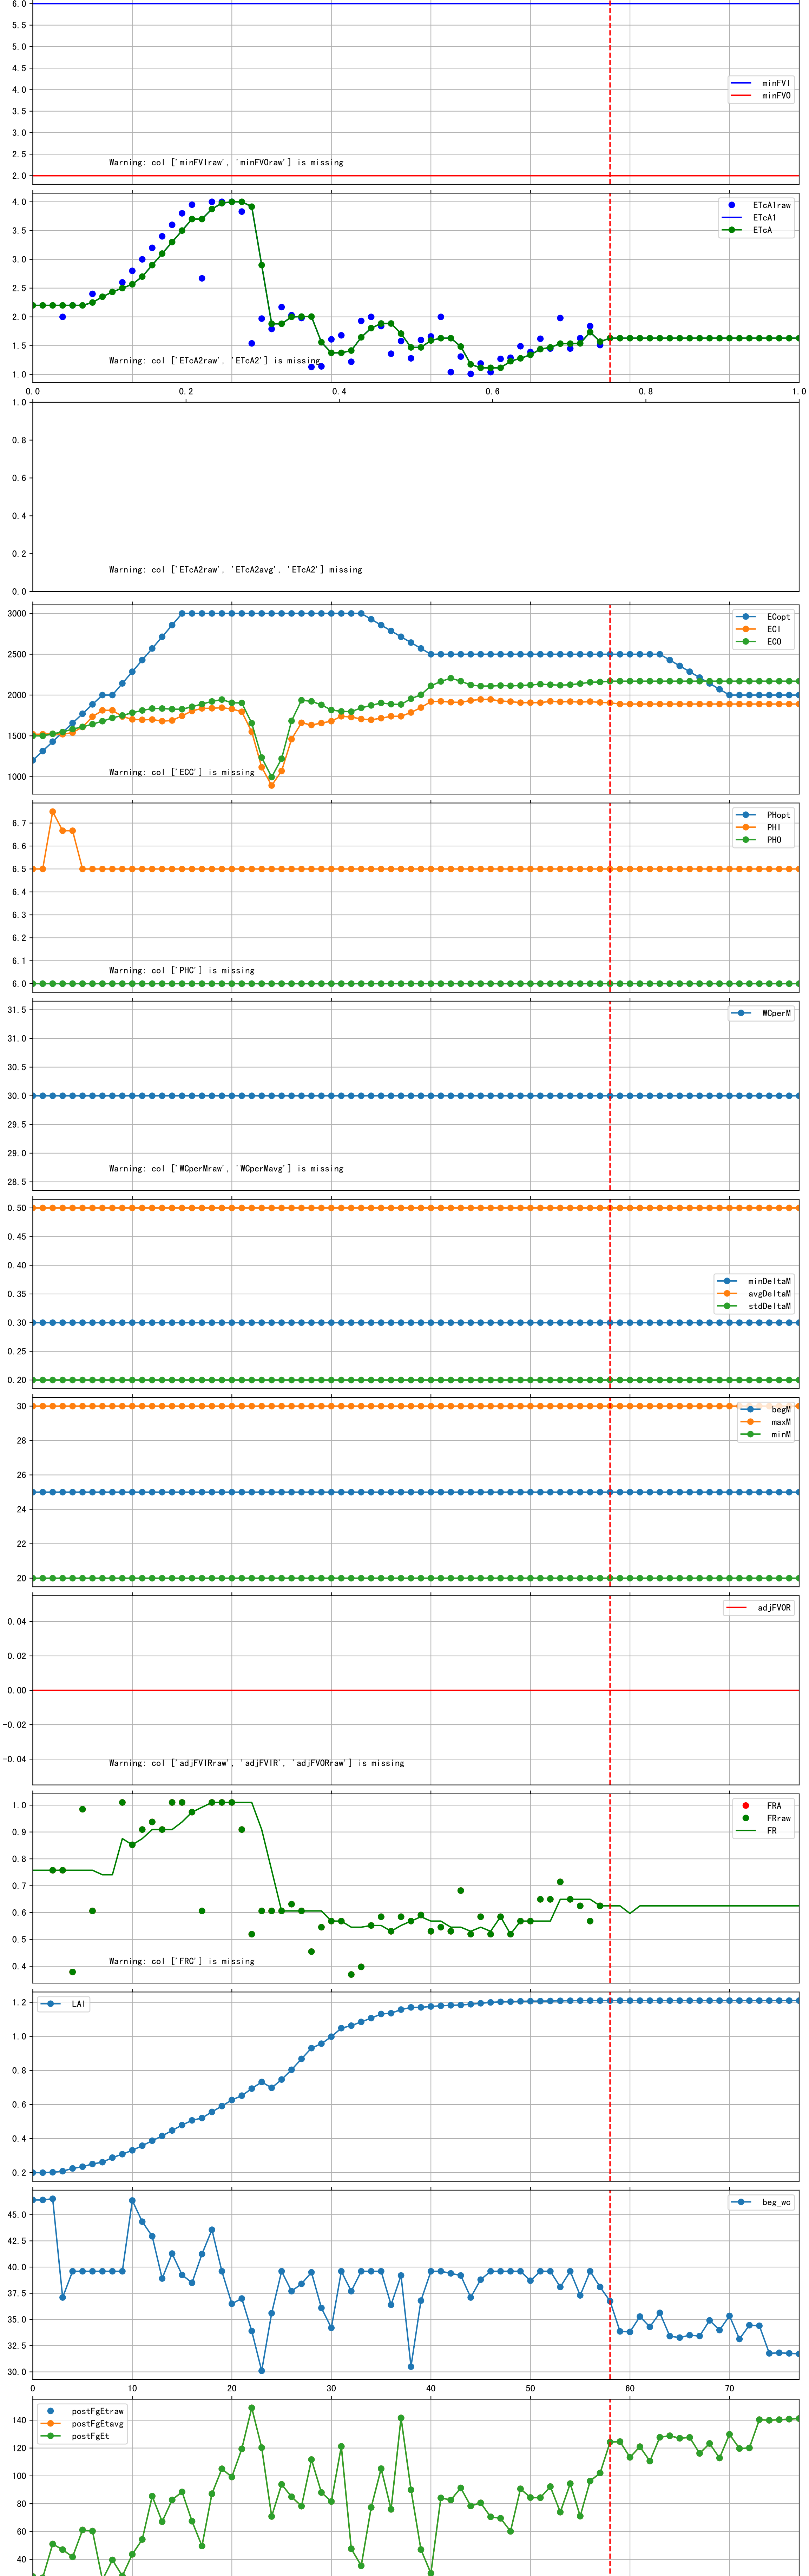 6.0
5.5
5.0
4.5
4.0
3.5
3.0
2.5
2.0
minFVI
minFVO
Warning: col ['minFVIraw', 'minFVOraw'] is missing
4.0
3.5
3.0
2.5
2.0
1.5
1.0
ETcA1raw
ETcA1
ETcA
Warning: col ['ETcA2raw', 'ETcA2'] is missing
0.0 0.2 0.4 0.6 0.8 1.0
1.0
0.8
0.6
0.4
0.2
0.0
Warning: col ['ETcA2raw', 'ETcA2avg', 'ETcA2'] missing
3000
2500
2000
1500
1000
ECopt
ECI
ECO
Warning: col ['ECC'] is missing
6.7
6.6
6.5
6.4
6.3
6.2
6.1
6.0
PHopt
PHI
PHO
Warning: col ['PHC'] is missing
31.5
31.0
30.5
30.0
29.5
29.0
28.5
WCperM
Warning: col ['WCperMraw', 'WCperMavg'] is missing
0.50
0.45
0.40
0.35
0.30
0.25
0.20
minDeltaM
avgDeltaM
stdDeltaM
30
28
26
24
22
20
begM
maxM
minM
0.04
0.02
0.00
−0.02
−0.04
adjFVOR
Warning: col ['adjFVIRraw', 'adjFVIR', 'adjFVORraw'] is missing
1.0
0.9
0.8
0.7
0.6
0.5
0.4
FRA
FRraw
FR
Warning: col ['FRC'] is missing
1.2
1.0
0.8
0.6
0.4
0.2
LAI
45.0
42.5
40.0
37.5
35.0
32.5
30.0
beg_wc
0 10 20 30 40 50 60 70
140
120
100
80
60
40
postFgEtraw
postFgEtavg
postFgEt